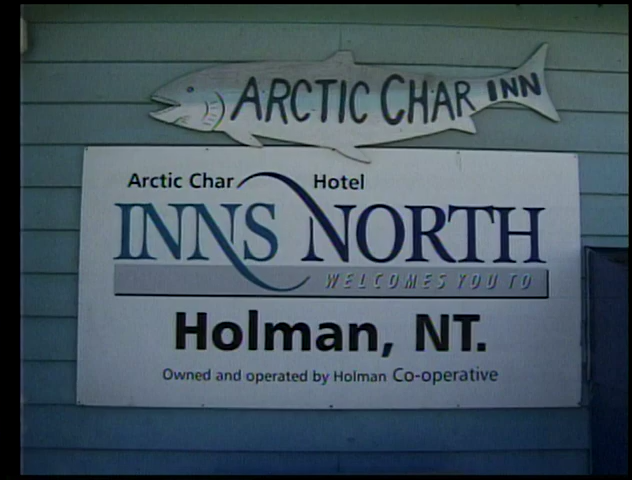 ARCTIC CHAR INN
Arctic Char Hotel
INNS NORTH
WELCOMES YOU TO
Holman, NT.
Owned and operated by Holman Co-operative